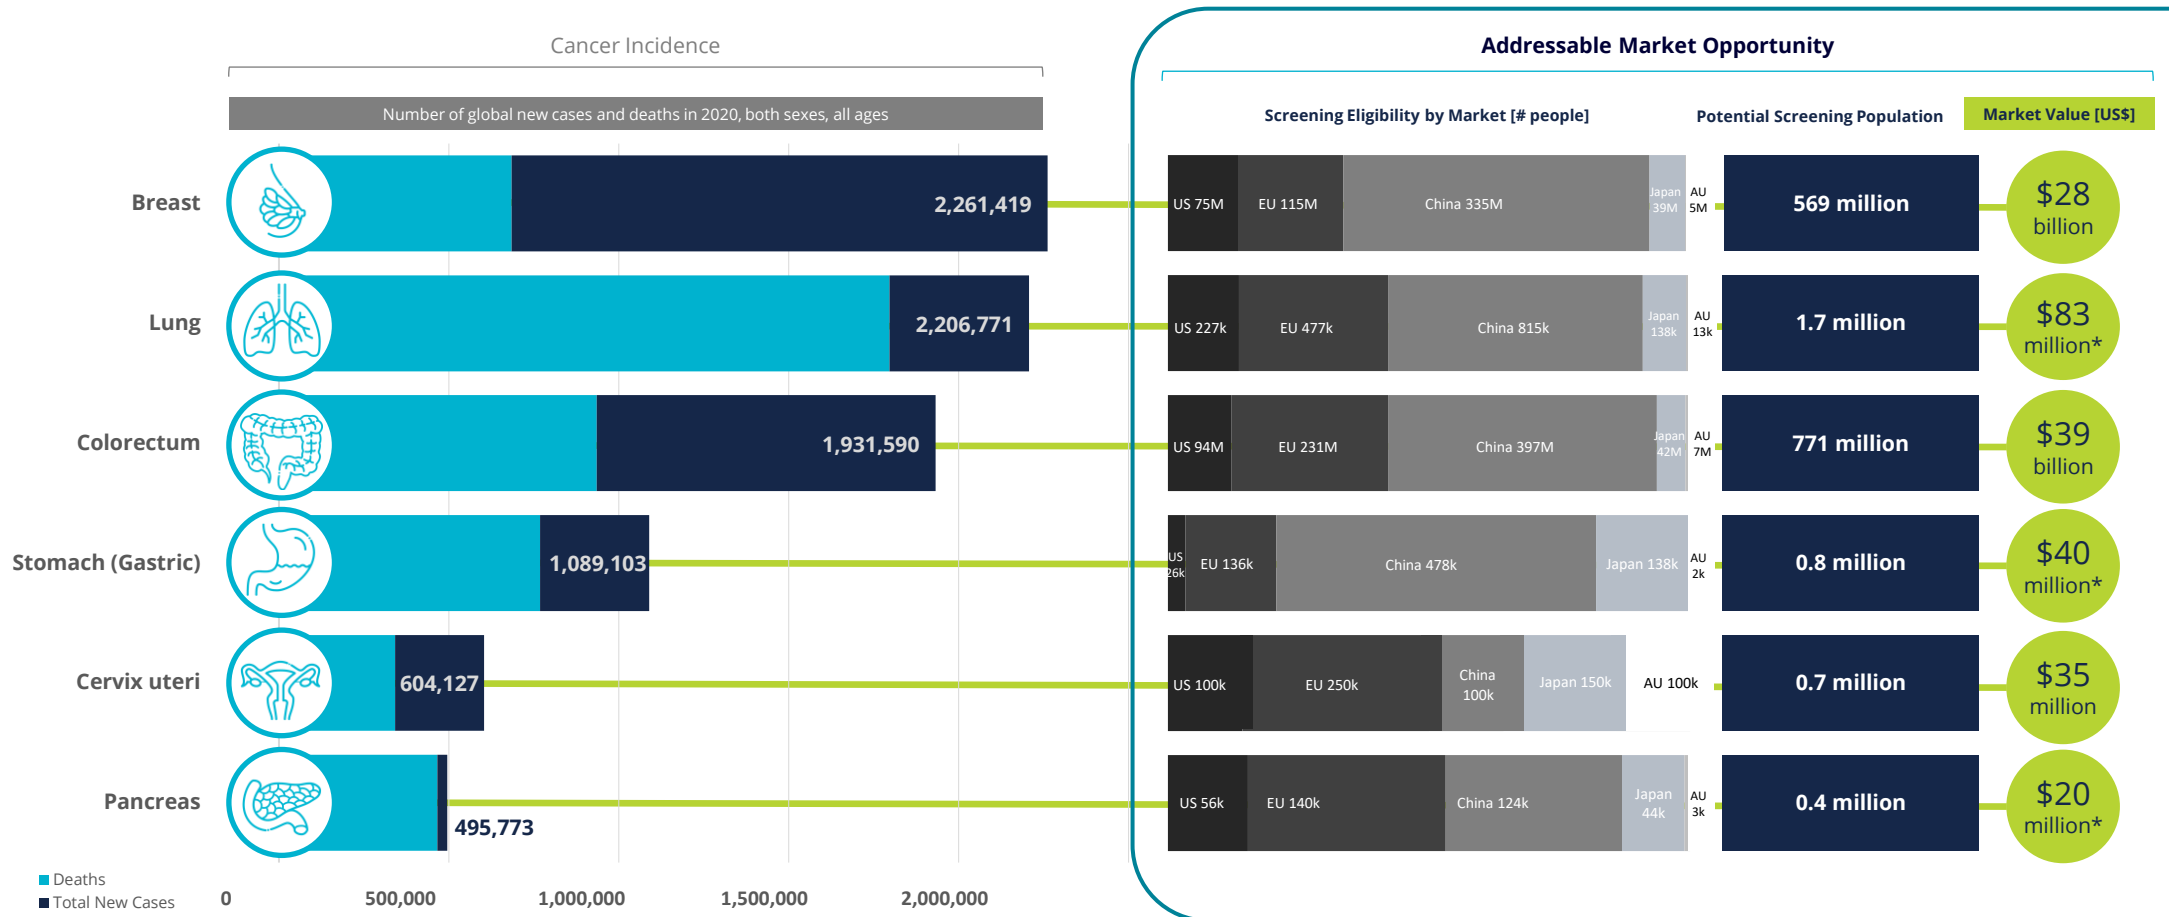 Cancer Incidence
Addressable Market Opportunity
Number of global new cases and deaths in 2020, both sexes, all ages
Screening Eligibility by Market [# people]
Potential Screening Population
Market Value [US$]
Breast
2,261,419
US 75M
EU 115M
China 335M
Japan
39M
AU
5M
569 million
$28
billion
Lung
2,206,771
US 227k
EU 477k
China 815k
Japan
138k
AU
13k
1.7 million
$83
million*
Colorectum
1,931,590
US 94M
EU 231M
China 397M
Japan
42M
AU
7M
771 million
$39
billion
Stomach (Gastric)
1,089,103
US
26k
EU 136k
China 478k
Japan 138k
AU
2k
0.8 million
$40
million*
Cervix uteri
604,127
US 100k
EU 250k
China
100k
Japan 150k
AU 100k
0.7 million
$35
million
Pancreas
495,773
US 56k
EU 140k
China 124k
Japan
44k
AU
3k
0.4 million
$20
million*
Deaths
Total New Cases
0
500,000
1,000,000
1,500,000
2,000,000